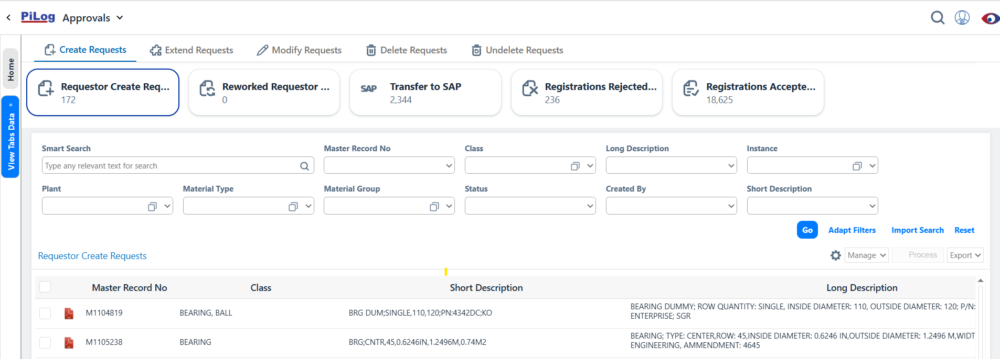 PiLog Approvals
Create Requests Extend Requests Modify Requests Delete Requests Undelete Requests
Home
View Tabs Data
Requestor Create Req...
172
Reworked Requestor ...
0
SAP Transfer to SAP
2,344
Registrations Rejected...
236
Registrations Accepte...
18,625
Smart Search Master Record No Class Long Description Instance
Type any relevant text for search
Plant Material Type Material Group Status Created By Short Description
Go Adapt Filters Import Search Reset
Requestor Create Requests Manage Process Export
Master Record No Class Short Description Long Description
M1104819 BEARING, BALL BRG DUM;SINGLE,110,120;PN:4342DC;KO BEARING DUMMY; ROW QUANTITY: SINGLE, INSIDE DIAMETER: 110, OUTSIDE DIAMETER: 120; P/N:
ENTERPRISE; SGR
M1105238 BEARING BRG;CNTR,45,0.6246IN,1.2496M,0.74M2 BEARING; TYPE: CENTER,ROW: 45,INSIDE DIAMETER: 0.6246 IN,OUTSIDE DIAMETER: 1.2496 M,WIDT
ENGINEERING, AMMENDMENT: 4645